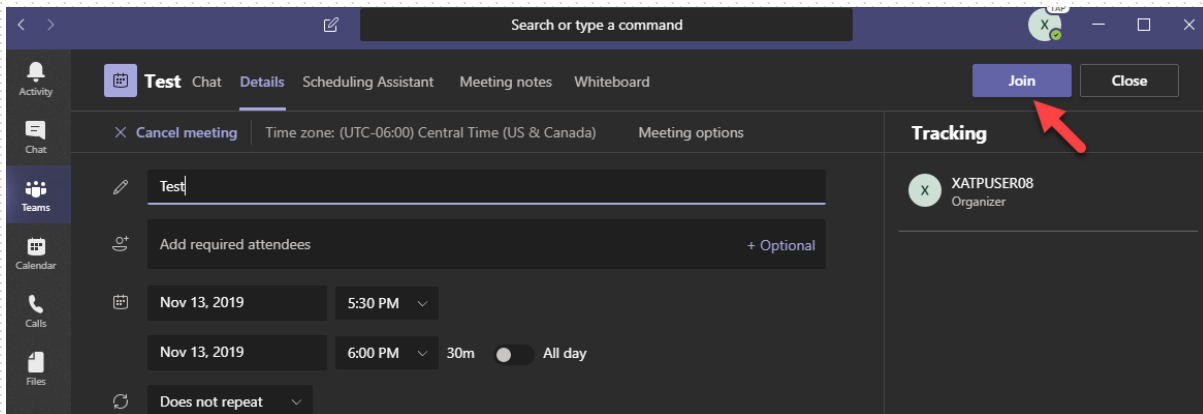 Search or type a command
TAP
X
Activity
Chat
Teams
Calendar
Calls
Files
Test Chat Details Scheduling Assistant Meeting notes Whiteboard
Join Close
Cancel meeting Time zone: (UTC-06:00) Central Time (US & Canada) Meeting options
Test
Add required attendees + Optional
Nov 13, 2019 5:30 PM
Nov 13, 2019 6:00 PM 30m All day
Does not repeat
Tracking
X XATPUSER08
Organizer